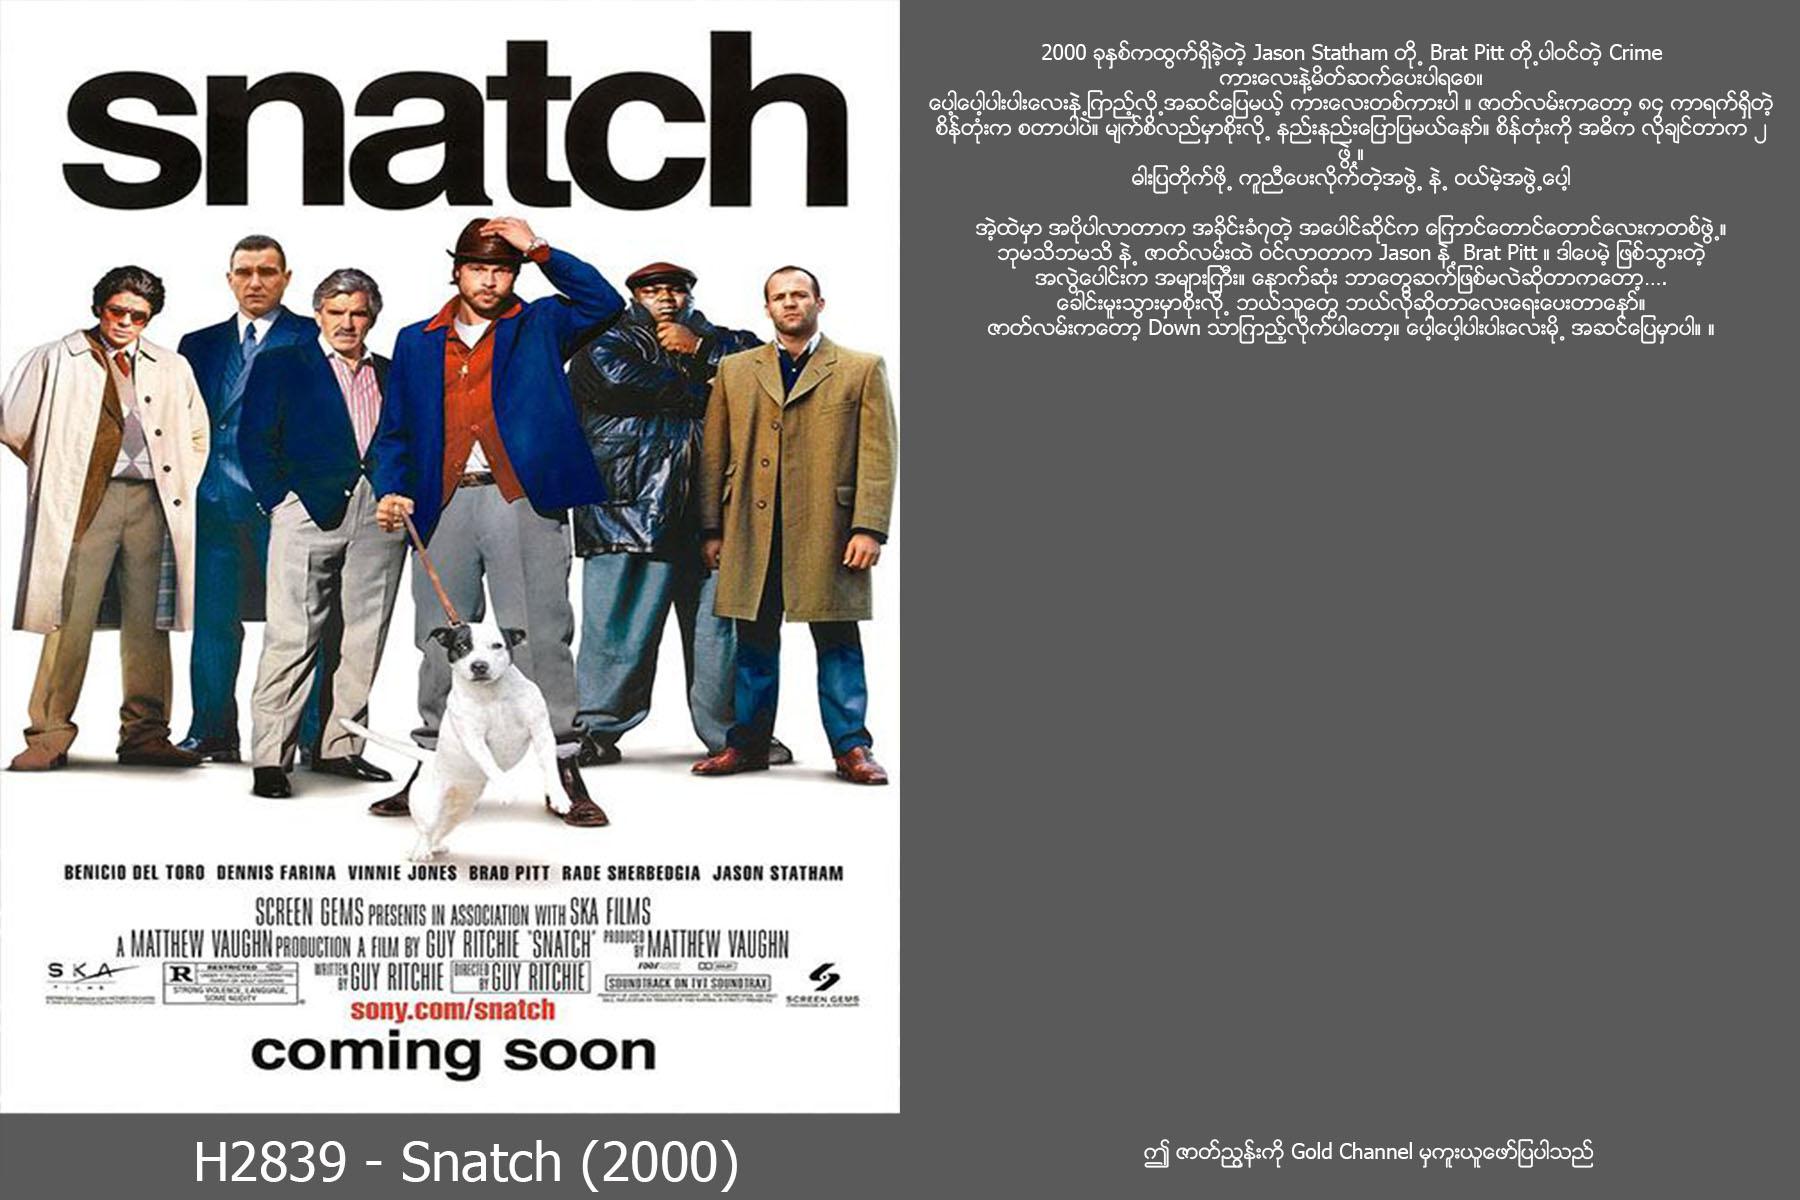 snatch
BENICIO DEL TORO DENNIS FARINA VINNIE JONES BRAD PITT RADE SHERBEDGIA JASON STATHAM
SCREEN GEMS PRESENTS IN ASSOCIATION WITH SKA FILMS
A MATTHEW VAUGHN PRODUCTION A FILM BY GUY RITCHIE "SNATCH" PRODUCED BY MATTHEW VAUGHN
SKA FILMS
R RESTRICTED
STRONG VIOLENCE, LANGUAGE, SOME NUDITY
WRITTEN BY GUY RITCHIE DIRECTED BY GUY RITCHIE
SOUNDTRACK ON TVT SOUNDTRAX
SCREEN GEMS
sony.com/snatch
coming soon
H2839 - Snatch (2000)
2000 ခုနှစ်ကထွက်ရှိခဲ့တဲ့ Jason Statham တို့ Brat Pitt တို့ပါဝင်တဲ့ Crime
ကားလေးနဲ့မိတ်ဆက်ပေးပါရစေ။
ပေါ့ပေါ့ပါးပါးလေးနဲ့ကြည့်လို့အဆင်ပြေမယ့် ကားလေးတစ်ကားပါ ။ ဇာတ်လမ်းကတော့ ၈၄ ကာရက်ရှိတဲ့
စိန်တုံးက စတာပါပဲ။ မျက်စိလည်မှာစိုးလို့ နည်းနည်းပြောပြမယ်နော်။ စိန်တုံးကို အဓိက လိုချင်တာက ၂
ဖွဲ့။
ဓါးပြတိုက်ဖို့ ကူညီပေးလိုက်တဲ့အဖွဲ့ နဲ့ ဝယ်မဲ့အဖွဲ့ပေါ့
အဲ့ထဲမှာ အပိုပါလာတာက အခိုင်းခံ၇တဲ့ အပေါင်ဆိုင်က ကြောာင်တောင်တောင်လေးကတစ်ဖွဲ့။
ဘုမသိဘမသိ နဲ့ ဇာတ်လမ်းထဲ ဝင်လာတာက Jason နဲ့ Brat Pitt ။ ဒါပေမဲ့ ဖြစ်သွားတဲ့
အလွဲပေါင်းက အများကြီး။ နောက်ဆုံး ဘာတွေဆက်ဖြစ်မလဲဆိုတာကတော့....
ခေါင်းမူးသွားမှာစိုးလို့ ဘယ်သူတွေ ဘယ်လိုဆိုတာလေးရေးပေးတာနော်။
ဇာတ်လမ်းကတော့ Down သာကြည့်လိုက်ပါတော့။ ပေါ့ပေါ့ပါးပါးလေးမို့ အဆင်ပြေမှာပါ။ ။
ဤ ဇာတ်ညွှန်းကို Gold Channel မှကူးယူဖော်ပြပါသည်